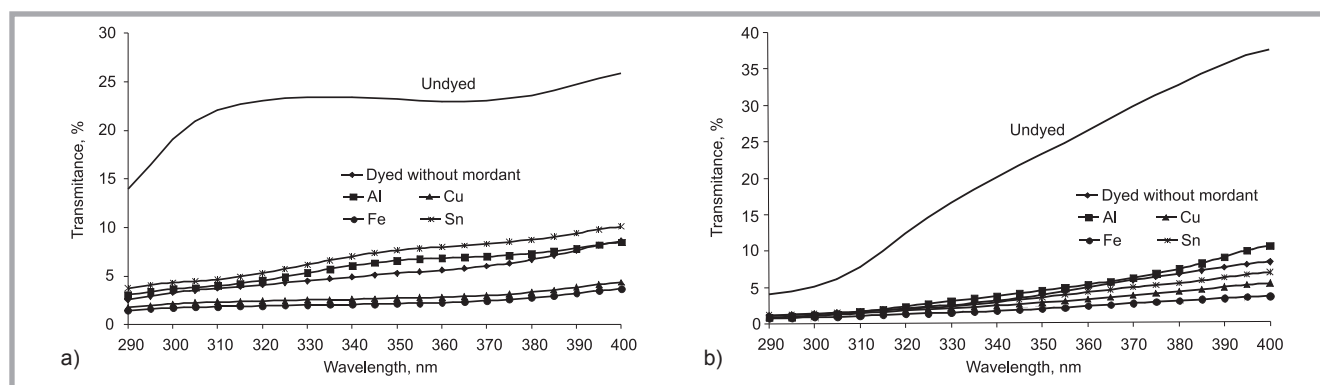 30
25
20
15
10
5
0
Transmitance, %
Undyed
Dyed without mordant
Al Cu
Fe Sn
290 300 310 320 330 340 350 360 370 380 390 400
Wavelength, nm
a)
40
35
30
25
20
15
10
5
0
Transmitance, %
Undyed
Dyed without mordant
Al Cu
Fe Sn
290 300 310 320 330 340 350 360 370 380 390 400
Wavelength, nm
b)